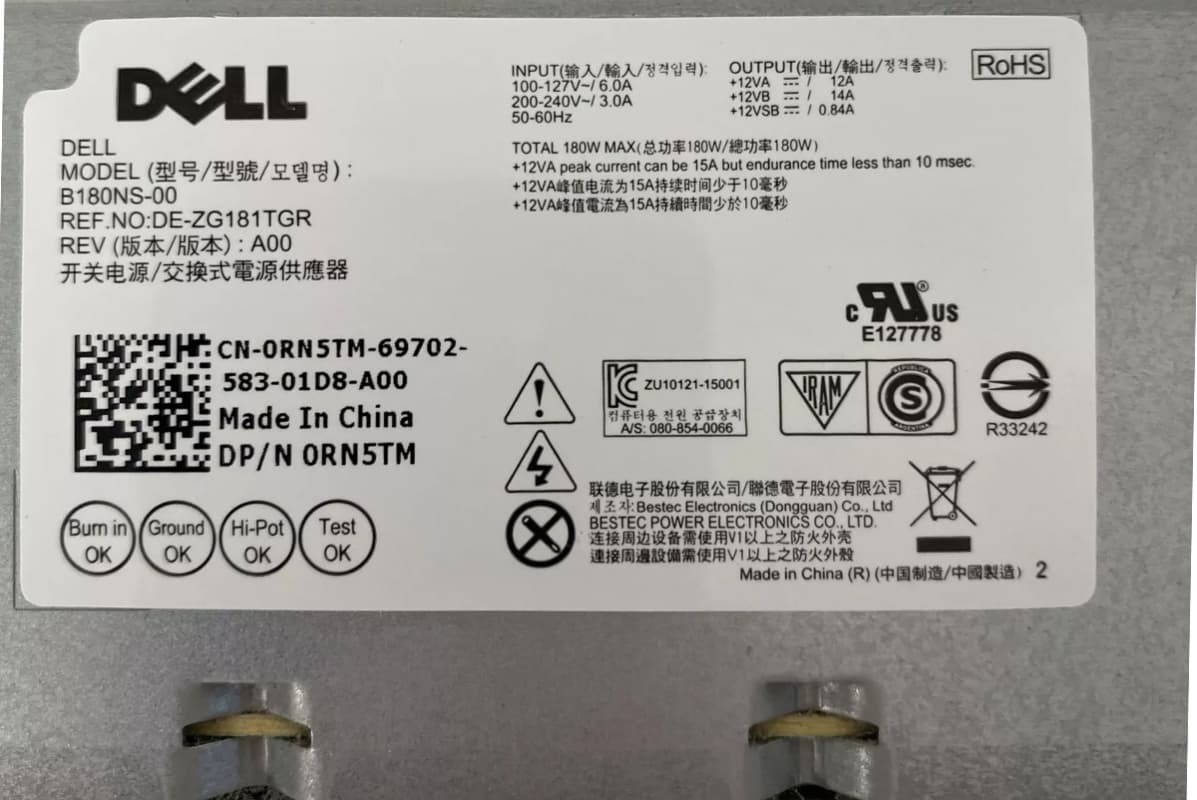 DELL
DELL
MODEL (型号/型號/모델명) :
B180NS-00
REF.NO:DE-ZG181TGR
REV (版本/版本) : A00
开关电源/交換式電源供應器
INPUT(输入/輸入/정격입력):
100-127V~/ 6.0A
200-240V~/ 3.0A
50-60Hz
OUTPUT(输出/輸出/정격출력):
+12VA ⎓ / 12A
+12VB ⎓ / 14A
+12VSB ⎓ / 0.84A
RoHS
TOTAL 180W MAX(总功率180W/總功率180W)
+12VA peak current can be 15A but endurance time less than 10 msec.
+12VA峰值电流为15A持续时间少于10毫秒
+12VA峰值電流為15A持續時間少於10毫秒
CN-0RN5TM-69702-
583-01D8-A00
Made In China
DP/N 0RN5TM
Burn in
OK
Ground
OK
Hi-Pot
OK
Test
OK
c RU® US
E127778
KC ZU10121-15001
컴퓨터용 전원 공급장치
A/S: 080-854-0066
IRAM
REPUBLICA
S
ARGENTINA
R33242
联德电子股份有限公司/聯德電子股份有限公司
제조자:Bestec Electronics (Dongguan) Co., Ltd
BESTEC POWER ELECTRONICS CO., LTD.
连接周边设备需使用V1以上之防火外壳
連接周邊設備需使用V1以上之防火外殼
Made in China (R) (中国制造/中國製造) 2